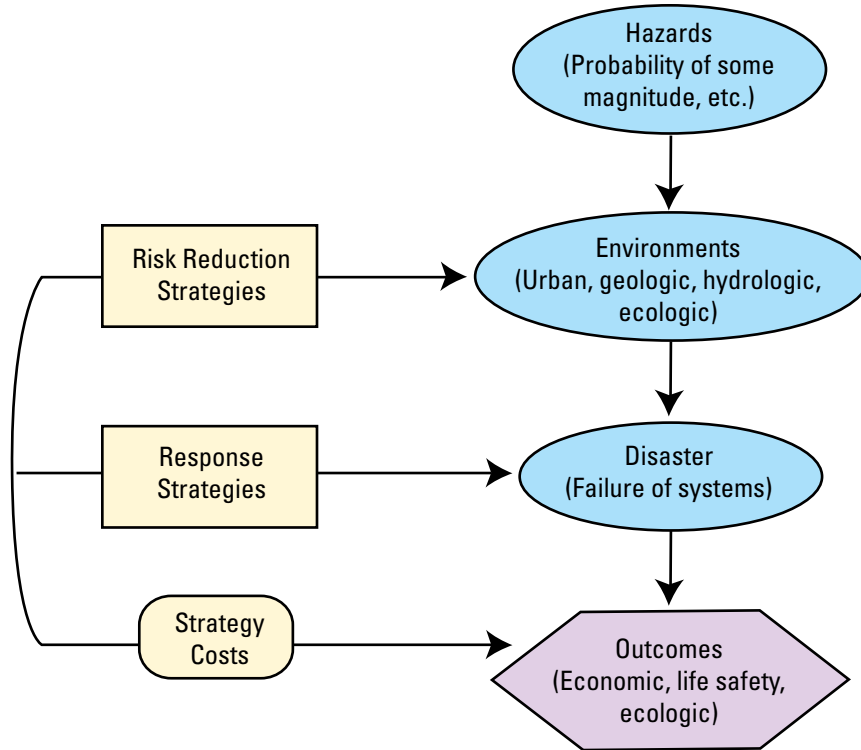 Hazards
(Probability of some
magnitude, etc.)
Risk Reduction
Strategies
Environments
(Urban, geologic, hydrologic,
ecologic)
Response
Strategies
Disaster
(Failure of systems)
Strategy
Costs
Outcomes
(Economic, life safety,
ecologic)